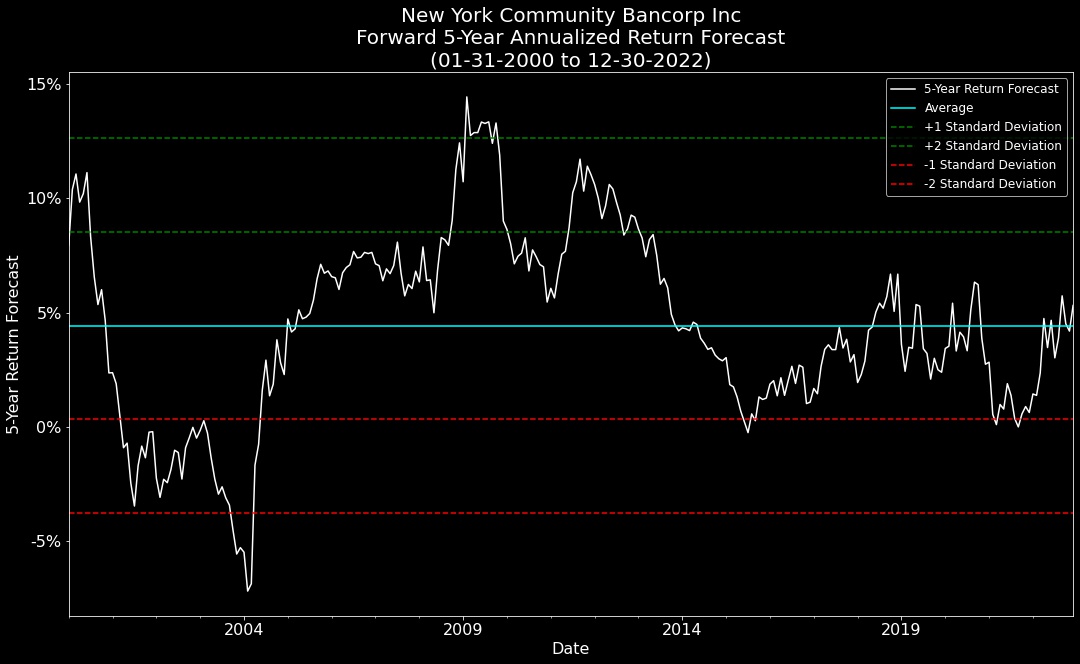 New York Community Bancorp Inc
Forward 5-Year Annualized Return Forecast
(01-31-2000 to 12-30-2022)
5-Year Return Forecast
Average
+1 Standard Deviation
+2 Standard Deviation
-1 Standard Deviation
-2 Standard Deviation
15%
10%
5%
0%
-5%
5-Year Return Forecast
2004
2009
2014
2019
Date